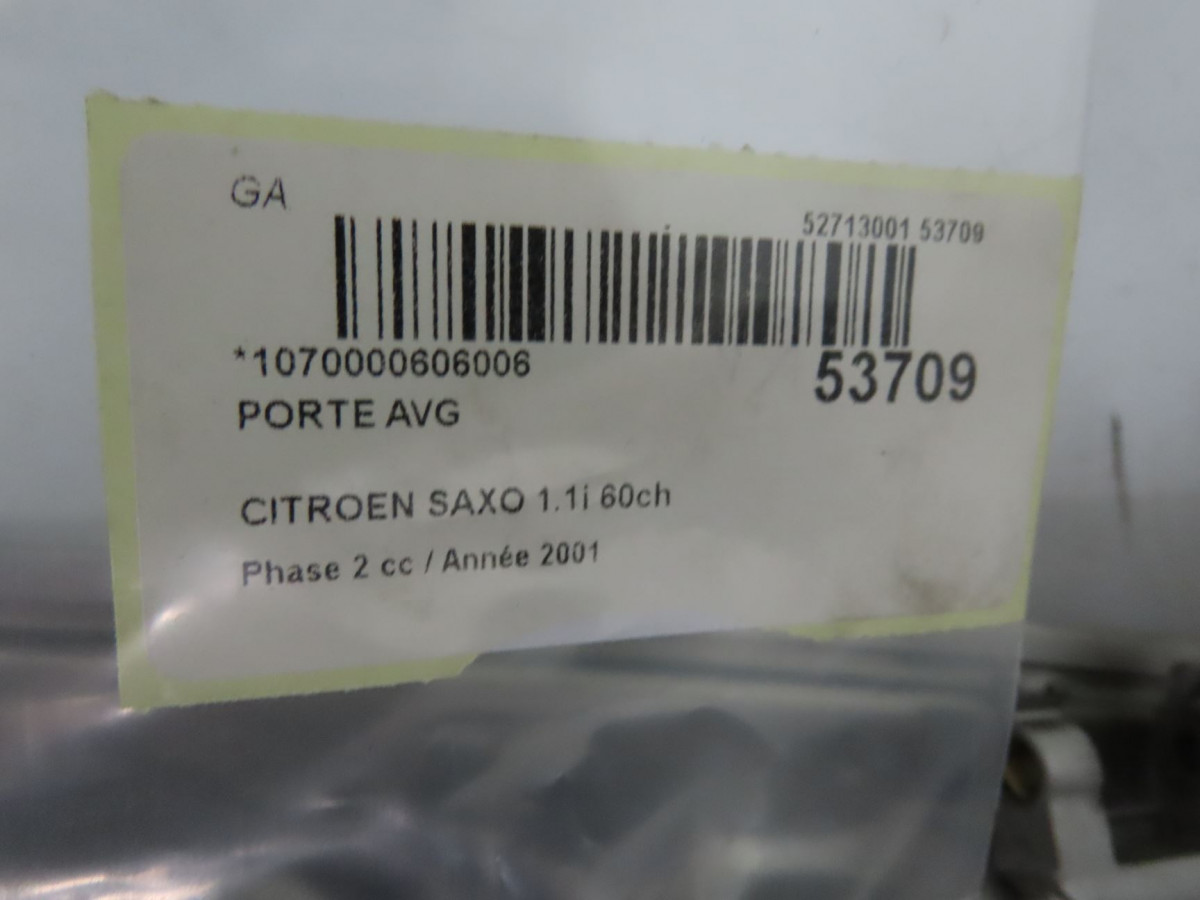 GA
52713001 53709
*1070000606006
53709
PORTE AVG
CITROEN SAXO 1.1i 60ch
Phase 2 cc / Année 2001